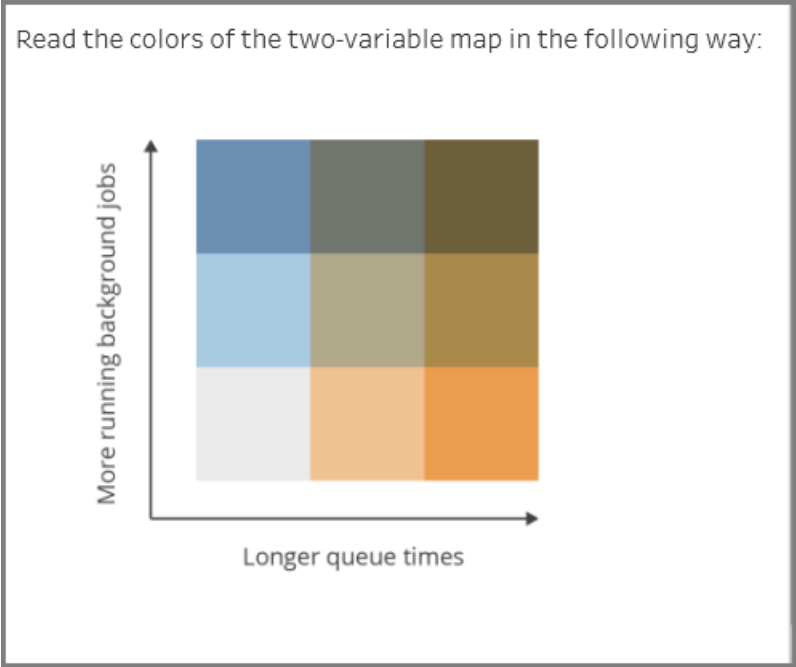 Read the colors of the two-variable map in the following way:
More running background jobs
Longer queue times